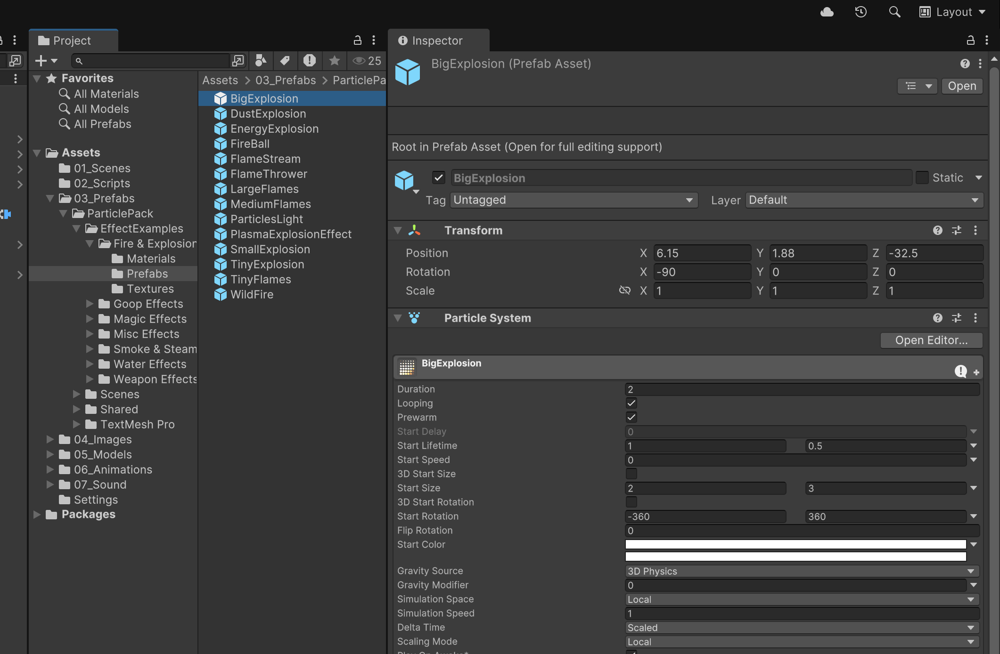 Layout
Project
25
Favorites
All Materials
All Models
All Prefabs
Assets
01_Scenes
02_Scripts
03_Prefabs
ParticlePack
EffectExamples
Fire & Explosion
Materials
Prefabs
Textures
Goop Effects
Magic Effects
Misc Effects
Smoke & Steam
Water Effects
Weapon Effects
Scenes
Shared
TextMesh Pro
04_Images
05_Models
06_Animations
07_Sound
Settings
Packages
Assets > 03_Prefabs > ParticlePa
BigExplosion
DustExplosion
EnergyExplosion
FireBall
FlameStream
FlameThrower
LargeFlames
MediumFlames
ParticlesLight
PlasmaExplosionEffect
SmallExplosion
TinyExplosion
TinyFlames
WildFire
Inspector
BigExplosion (Prefab Asset)
Open
Root in Prefab Asset (Open for full editing support)
BigExplosion Static
Tag Untagged Layer Default
Transform
Position X 6.15 Y 1.88 Z -32.5
Rotation X -90 Y 0 Z 0
Scale X 1 Y 1 Z 1
Particle System
Open Editor...
BigExplosion
Duration 2
Looping
Prewarm
Start Delay 0
Start Lifetime 1 0.5
Start Speed 0
3D Start Size
Start Size 2 3
3D Start Rotation
Start Rotation -360 360
Flip Rotation 0
Start Color
Gravity Source 3D Physics
Gravity Modifier 0
Simulation Space Local
Simulation Speed 1
Delta Time Scaled
Scaling Mode Local
Play On Awake*